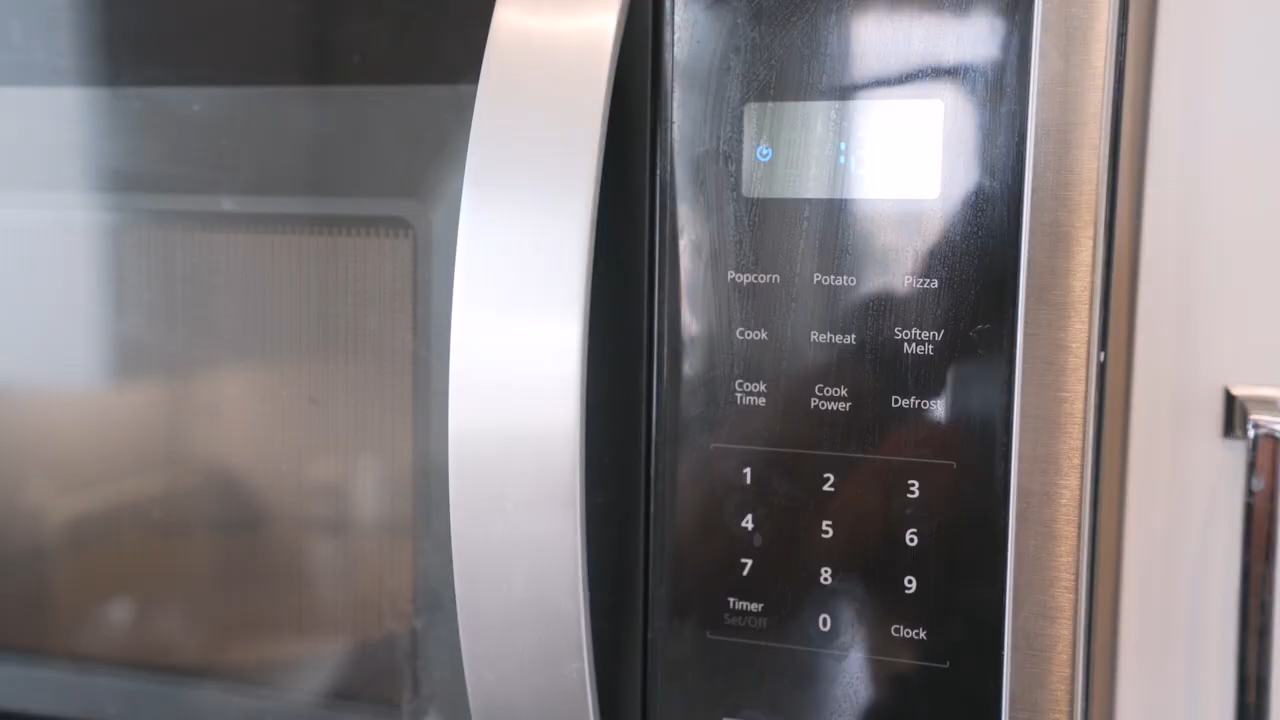 :
Popcorn Potato Pizza
Cook Reheat Soften/
Melt
Cook Time Cook Power Defrost
1 2 3
4 5 6
7 8 9
Timer
Set/Off 0 Clock